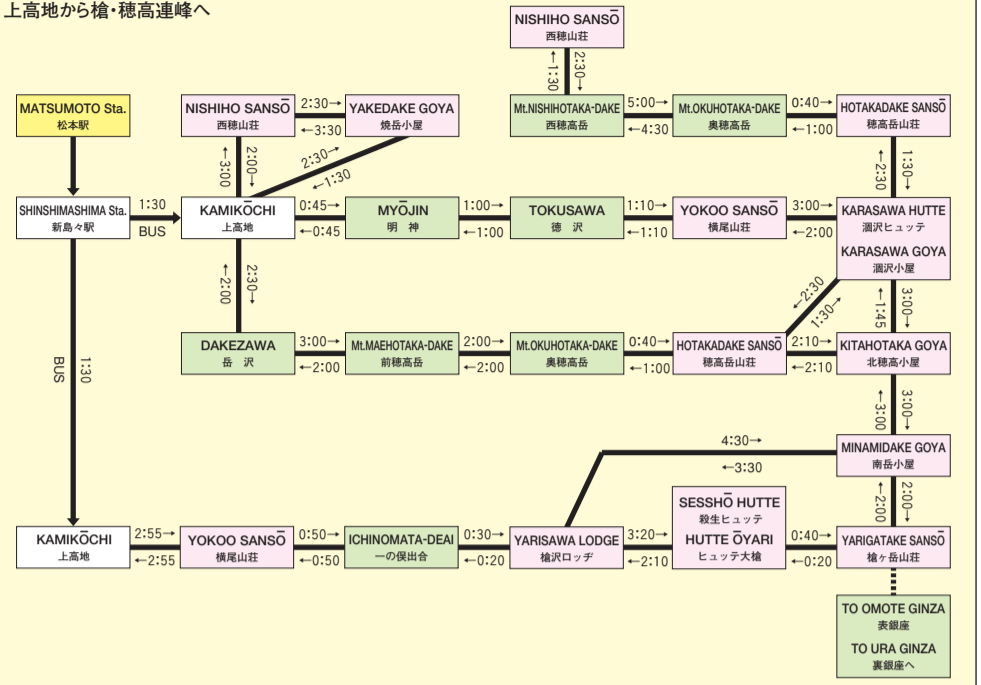 上高地から槍・穂高連峰へ
NISHIHO SANSŌ
西穂山荘
←1:30
2:30→
MATSUMOTO Sta.
松本駅
NISHIHO SANSŌ
西穂山荘
2:30→
←3:30
YAKEDAKE GOYA
焼岳小屋
Mt.NISHIHOTAKA-DAKE
西穂高岳
5:00→
←4:30
Mt.OKUHOTAKA-DAKE
奥穂高岳
0:40→
←1:00
HOTAKADAKE SANSŌ
穂高岳山荘
←3:00
2:00→
2:30→
←1:30
←2:30
1:30→
SHINSHIMASHIMA Sta.
新島々駅
1:30
BUS
KAMIKŌCHI
上高地
0:45→
←0:45
MYŌJIN
明 神
1:00→
←1:00
TOKUSAWA
徳 沢
1:10→
←1:10
YOKOO SANSŌ
横尾山荘
3:00→
←2:00
KARASAWA HUTTE
涸沢ヒュッテ
KARASAWA GOYA
涸沢小屋
←2:00
2:30→
←2:30
1:30→
←1:45
3:00→
DAKEZAWA
岳 沢
3:00→
←2:00
Mt.MAEHOTAKA-DAKE
前穂高岳
2:00→
←2:00
Mt.OKUHOTAKA-DAKE
奥穂高岳
0:40→
←1:00
HOTAKADAKE SANSŌ
穂高岳山荘
2:10→
←2:10
KITAHOTAKA GOYA
北穂高小屋
BUS
1:30
←3:00
3:00→
4:30→
←3:30
MINAMIDAKE GOYA
南岳小屋
←2:00
2:00→
KAMIKŌCHI
上高地
2:55→
←2:55
YOKOO SANSŌ
横尾山荘
0:50→
←0:50
ICHINOMATA-DEAI
一の俣出合
0:30→
←0:20
YARISAWA LODGE
槍沢ロッヂ
3:20→
←2:10
SESSHŌ HUTTE
殺生ヒュッテ
HUTTE ŌYARI
ヒュッテ大槍
0:40→
←0:20
YARIGATAKE SANSŌ
槍ヶ岳山荘
TO OMOTE GINZA
表銀座
TO URA GINZA
裏銀座へ